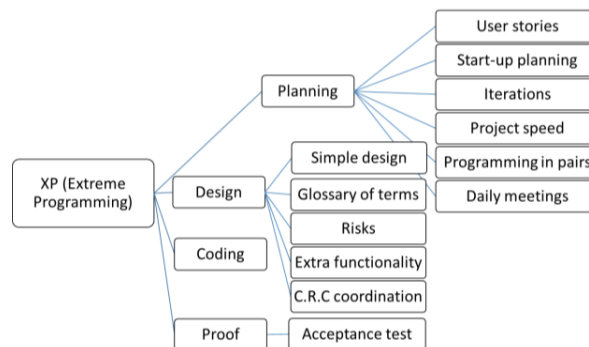 XP (Extreme
Programming)
Planning
User stories
Start-up planning
Iterations
Project speed
Programming in pairs
Daily meetings
Design
Simple design
Glossary of terms
Risks
Extra functionality
C.R.C coordination
Coding
Proof
Acceptance test